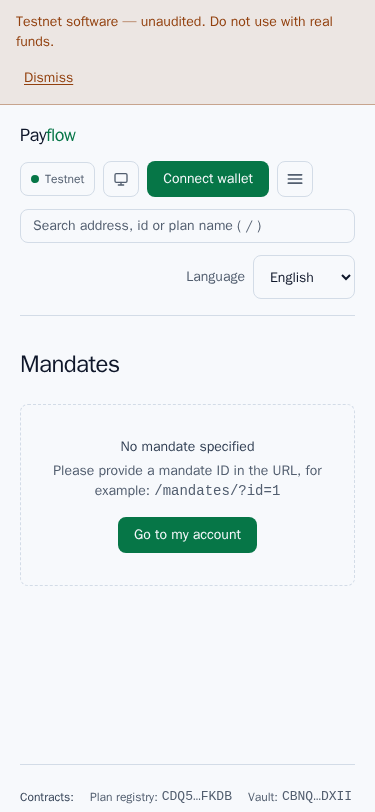 Testnet software — unaudited. Do not use with real
funds.
Dismiss
Payflow
Testnet
Connect wallet
Search address, id or plan name ( / )
Language
English
Mandates
No mandate specified
Please provide a mandate ID in the URL, for
example: /mandates/?id=1
Go to my account
Contracts: Plan registry: CDQ5…FKDB Vault: CBNQ…DXII